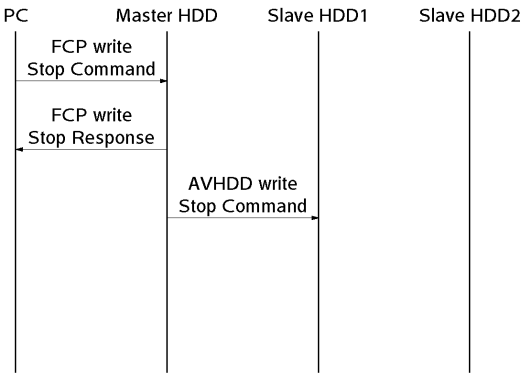 PC Master HDD Slave HDD1 Slave HDD2
FCP write
Stop Command
FCP write
Stop Response
AVHDD write
Stop Command